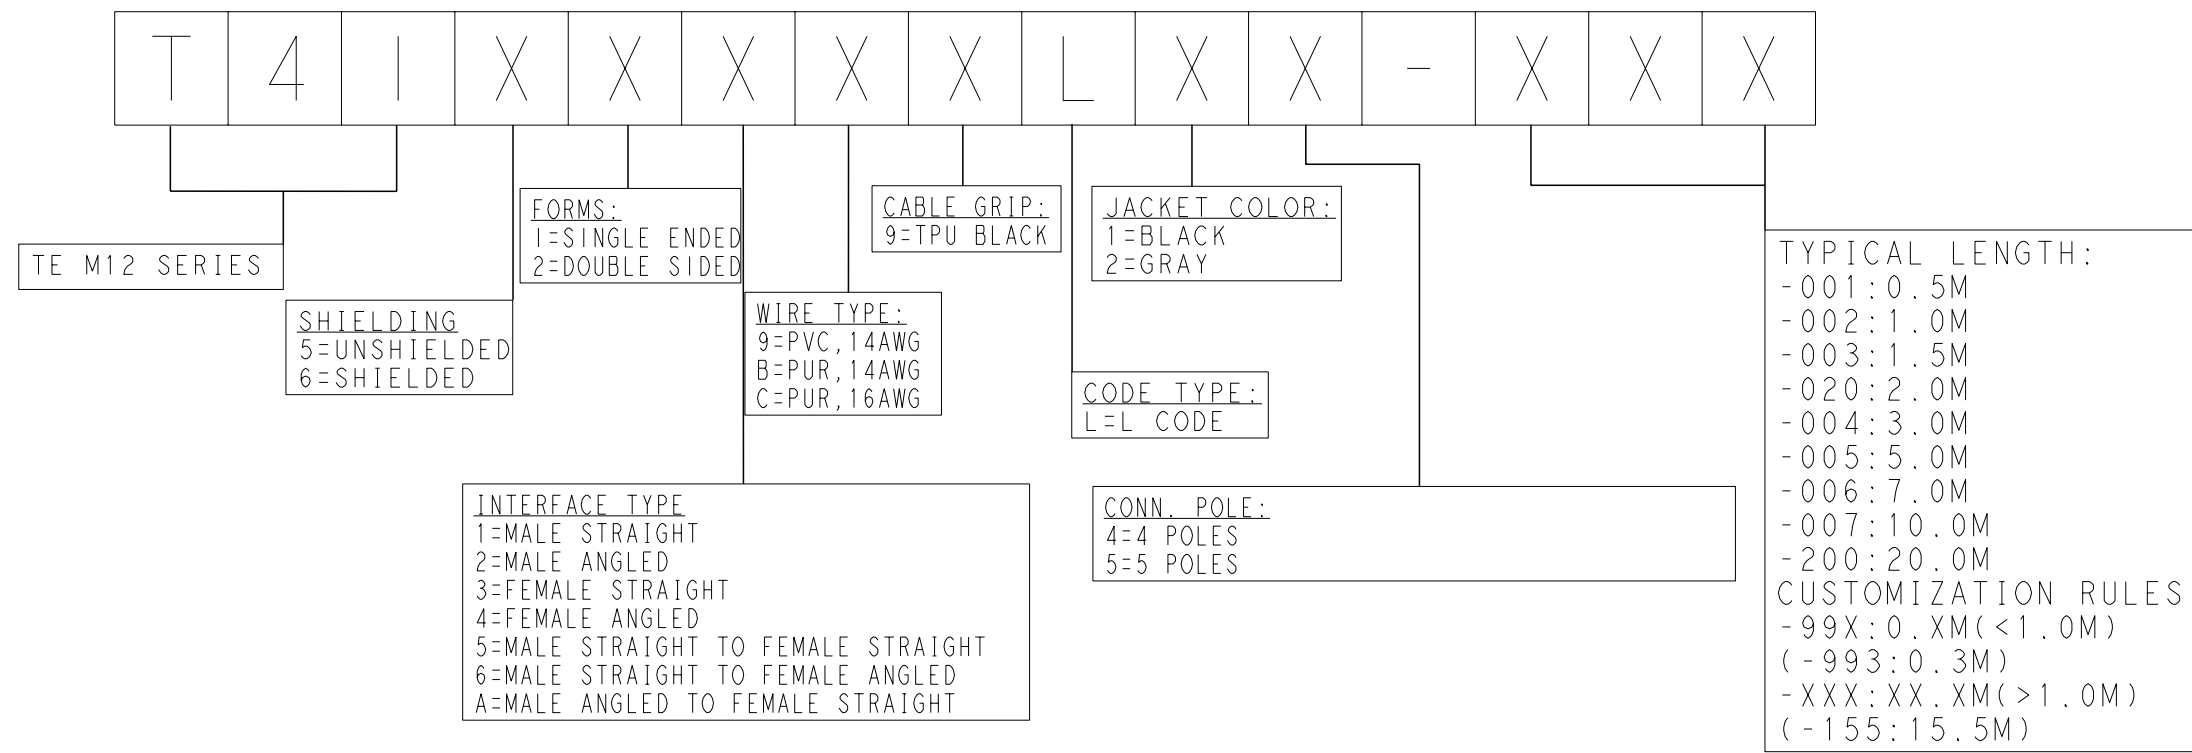 T 4 1 X X X X X L X X - X X X
TE M12 SERIES
SHIELDING
5=UNSHIELDED
6=SHIELDED
FORMS:
1=SINGLE ENDED
2=DOUBLE SIDED
INTERFACE TYPE
1=MALE STRAIGHT
2=MALE ANGLED
3=FEMALE STRAIGHT
4=FEMALE ANGLED
5=MALE STRAIGHT TO FEMALE STRAIGHT
6=MALE STRAIGHT TO FEMALE ANGLED
A=MALE ANGLED TO FEMALE STRAIGHT
WIRE TYPE:
9=PVC,14AWG
B=PUR,14AWG
C=PUR,16AWG
CABLE GRIP:
9=TPU BLACK
CODE TYPE:
L=L CODE
JACKET COLOR:
1=BLACK
2=GRAY
CONN. POLE:
4=4 POLES
5=5 POLES
TYPICAL LENGTH:
-001:0.5M
-002:1.0M
-003:1.5M
-020:2.0M
-004:3.0M
-005:5.0M
-006:7.0M
-007:10.0M
-200:20.0M
CUSTOMIZATION RULES
-99X:0.XM(<1.0M)
(-993:0.3M)
-XXX:XX.XM(>1.0M)
(-155:15.5M)